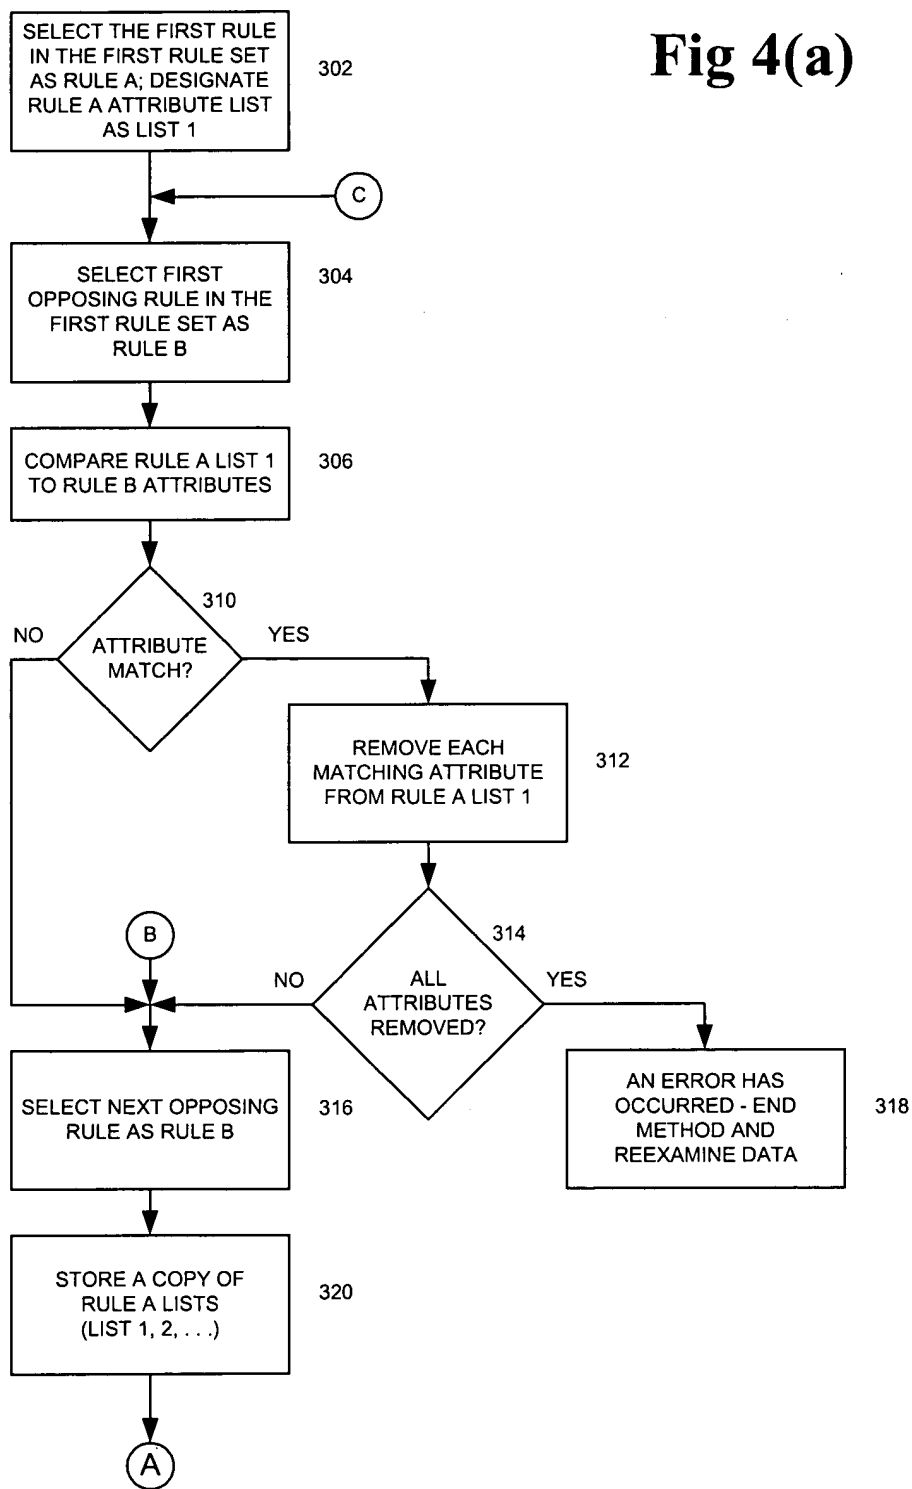 Fig 4(a)
SELECT THE FIRST RULE
IN THE FIRST RULE SET
AS RULE A; DESIGNATE
RULE A ATTRIBUTE LIST
AS LIST 1
302
C
SELECT FIRST
OPPOSING RULE IN THE
FIRST RULE SET AS
RULE B
304
COMPARE RULE A LIST 1
TO RULE B ATTRIBUTES
306
310
NO
YES
ATTRIBUTE
MATCH?
REMOVE EACH
MATCHING ATTRIBUTE
FROM RULE A LIST 1
312
B
314
NO
YES
ALL
ATTRIBUTES
REMOVED?
SELECT NEXT OPPOSING
RULE AS RULE B
316
AN ERROR HAS
OCCURRED - END
METHOD AND
REEXAMINE DATA
318
STORE A COPY OF
RULE A LISTS
(LIST 1, 2, . . .)
320
A